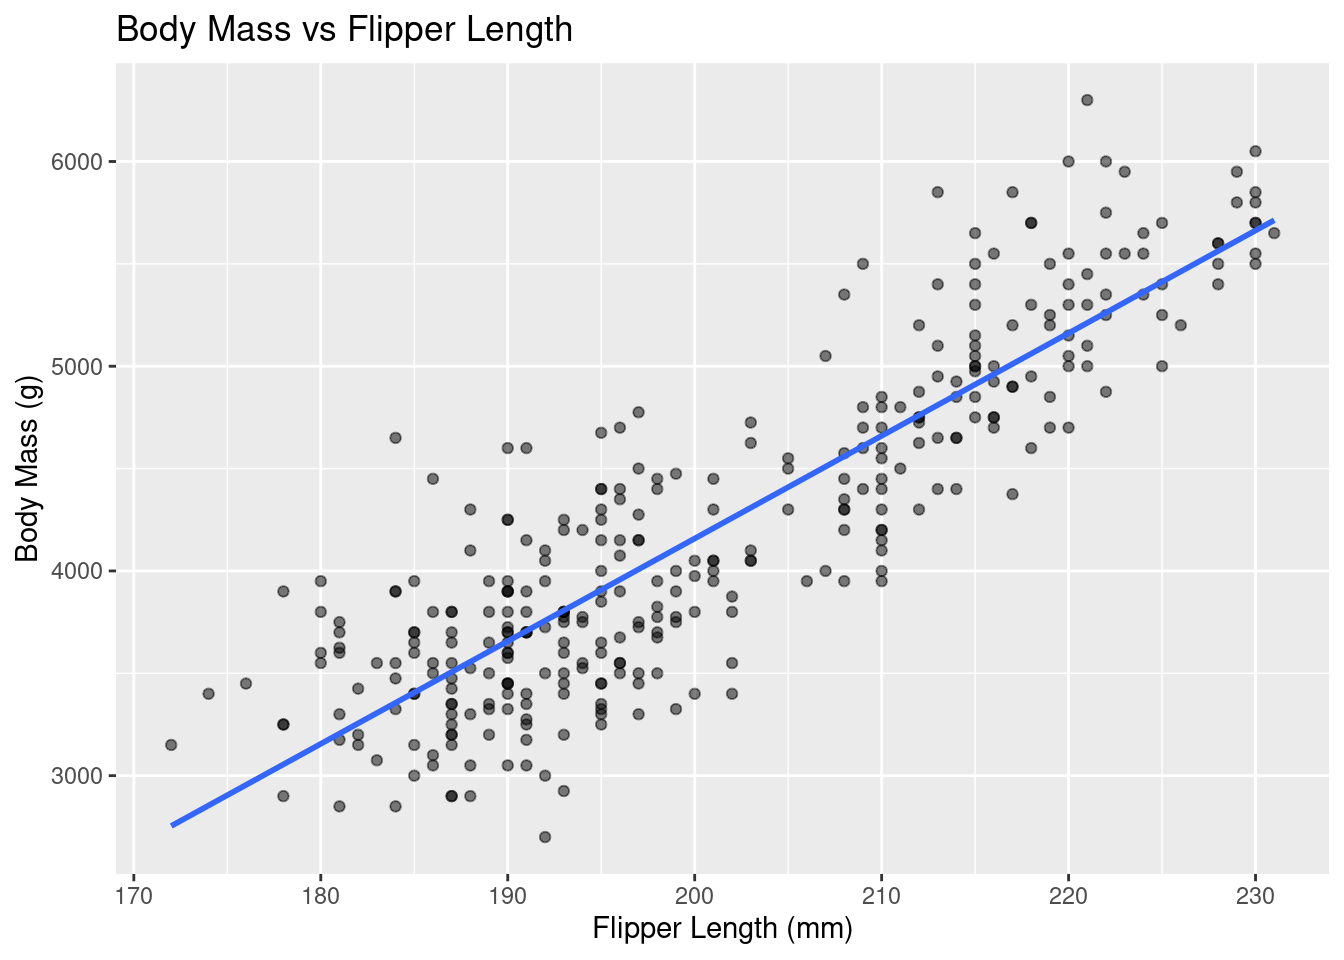 Body Mass vs Flipper Length
6000
5000
4000
3000
Body Mass (g)
170 180 190 200 210 220 230
Flipper Length (mm)